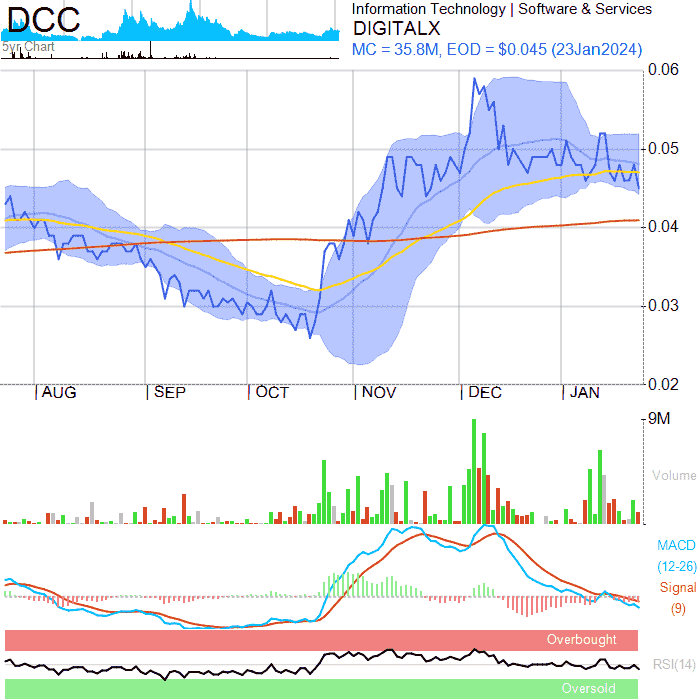 DCC
Information Technology | Software & Services
DIGITALX
5yr Chart
MC = 35.8M, EOD = $0.045 (23Jan2024)
0.06
0.05
0.04
0.03
0.02
AUG SEP OCT NOV DEC JAN
9M
Volume
MACD
(12-26)
Signal
(9)
Overbought
RSI(14)
Oversold